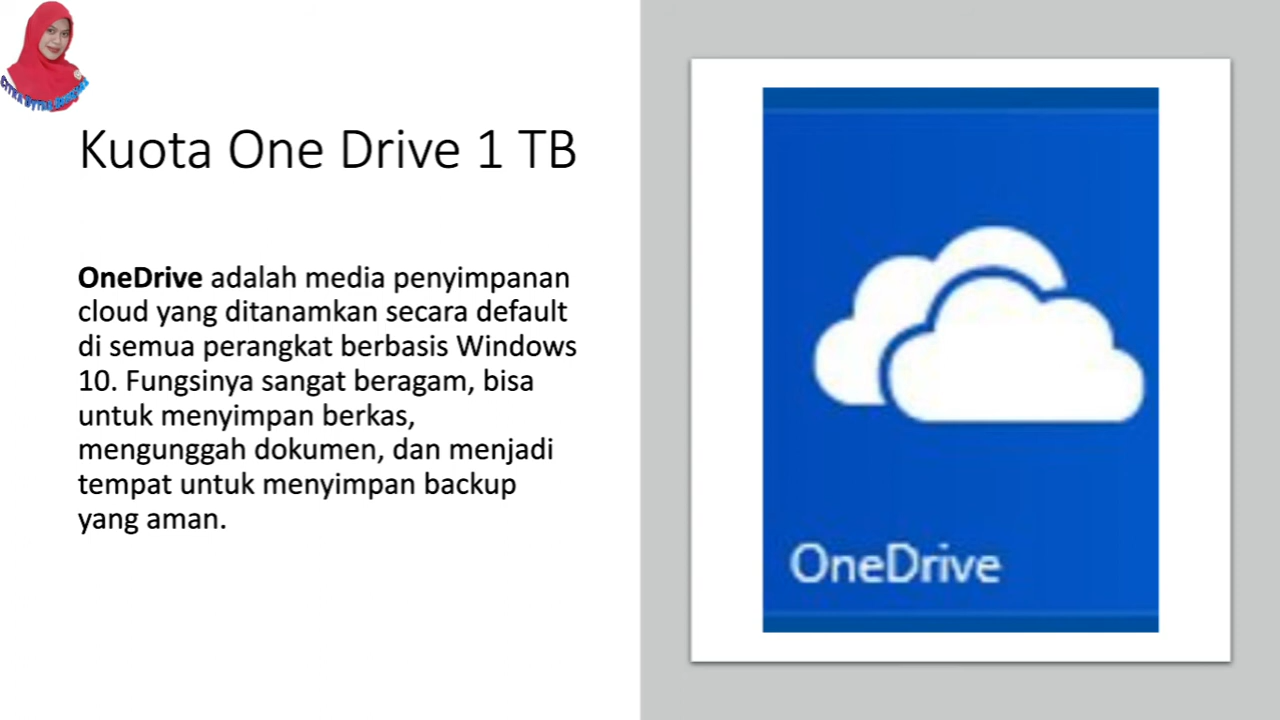 Kuota One Drive 1 TB
OneDrive adalah media penyimpanan
cloud yang ditanamkan secara default
di semua perangkat berbasis Windows
10. Fungsinya sangat beragam, bisa
untuk menyimpan berkas,
mengunggah dokumen, dan menjadi
tempat untuk menyimpan backup
yang aman.
OneDrive